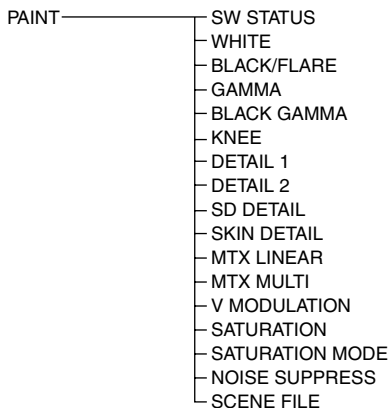 PAINT
SW STATUS
WHITE
BLACK/FLARE
GAMMA
BLACK GAMMA
KNEE
DETAIL 1
DETAIL 2
SD DETAIL
SKIN DETAIL
MTX LINEAR
MTX MULTI
V MODULATION
SATURATION
SATURATION MODE
NOISE SUPPRESS
SCENE FILE